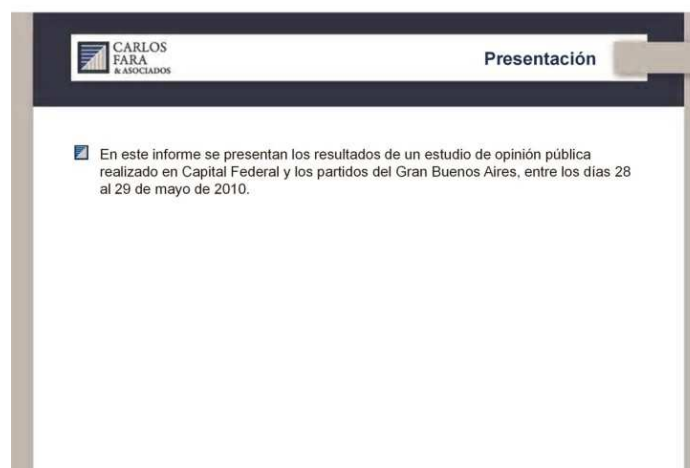 CARLOS
FARA
& ASOCIADOS
Presentación
En este informe se presentan los resultados de un estudio de opinión pública
realizado en Capital Federal y los partidos del Gran Buenos Aires, entre los días 28
al 29 de mayo de 2010.